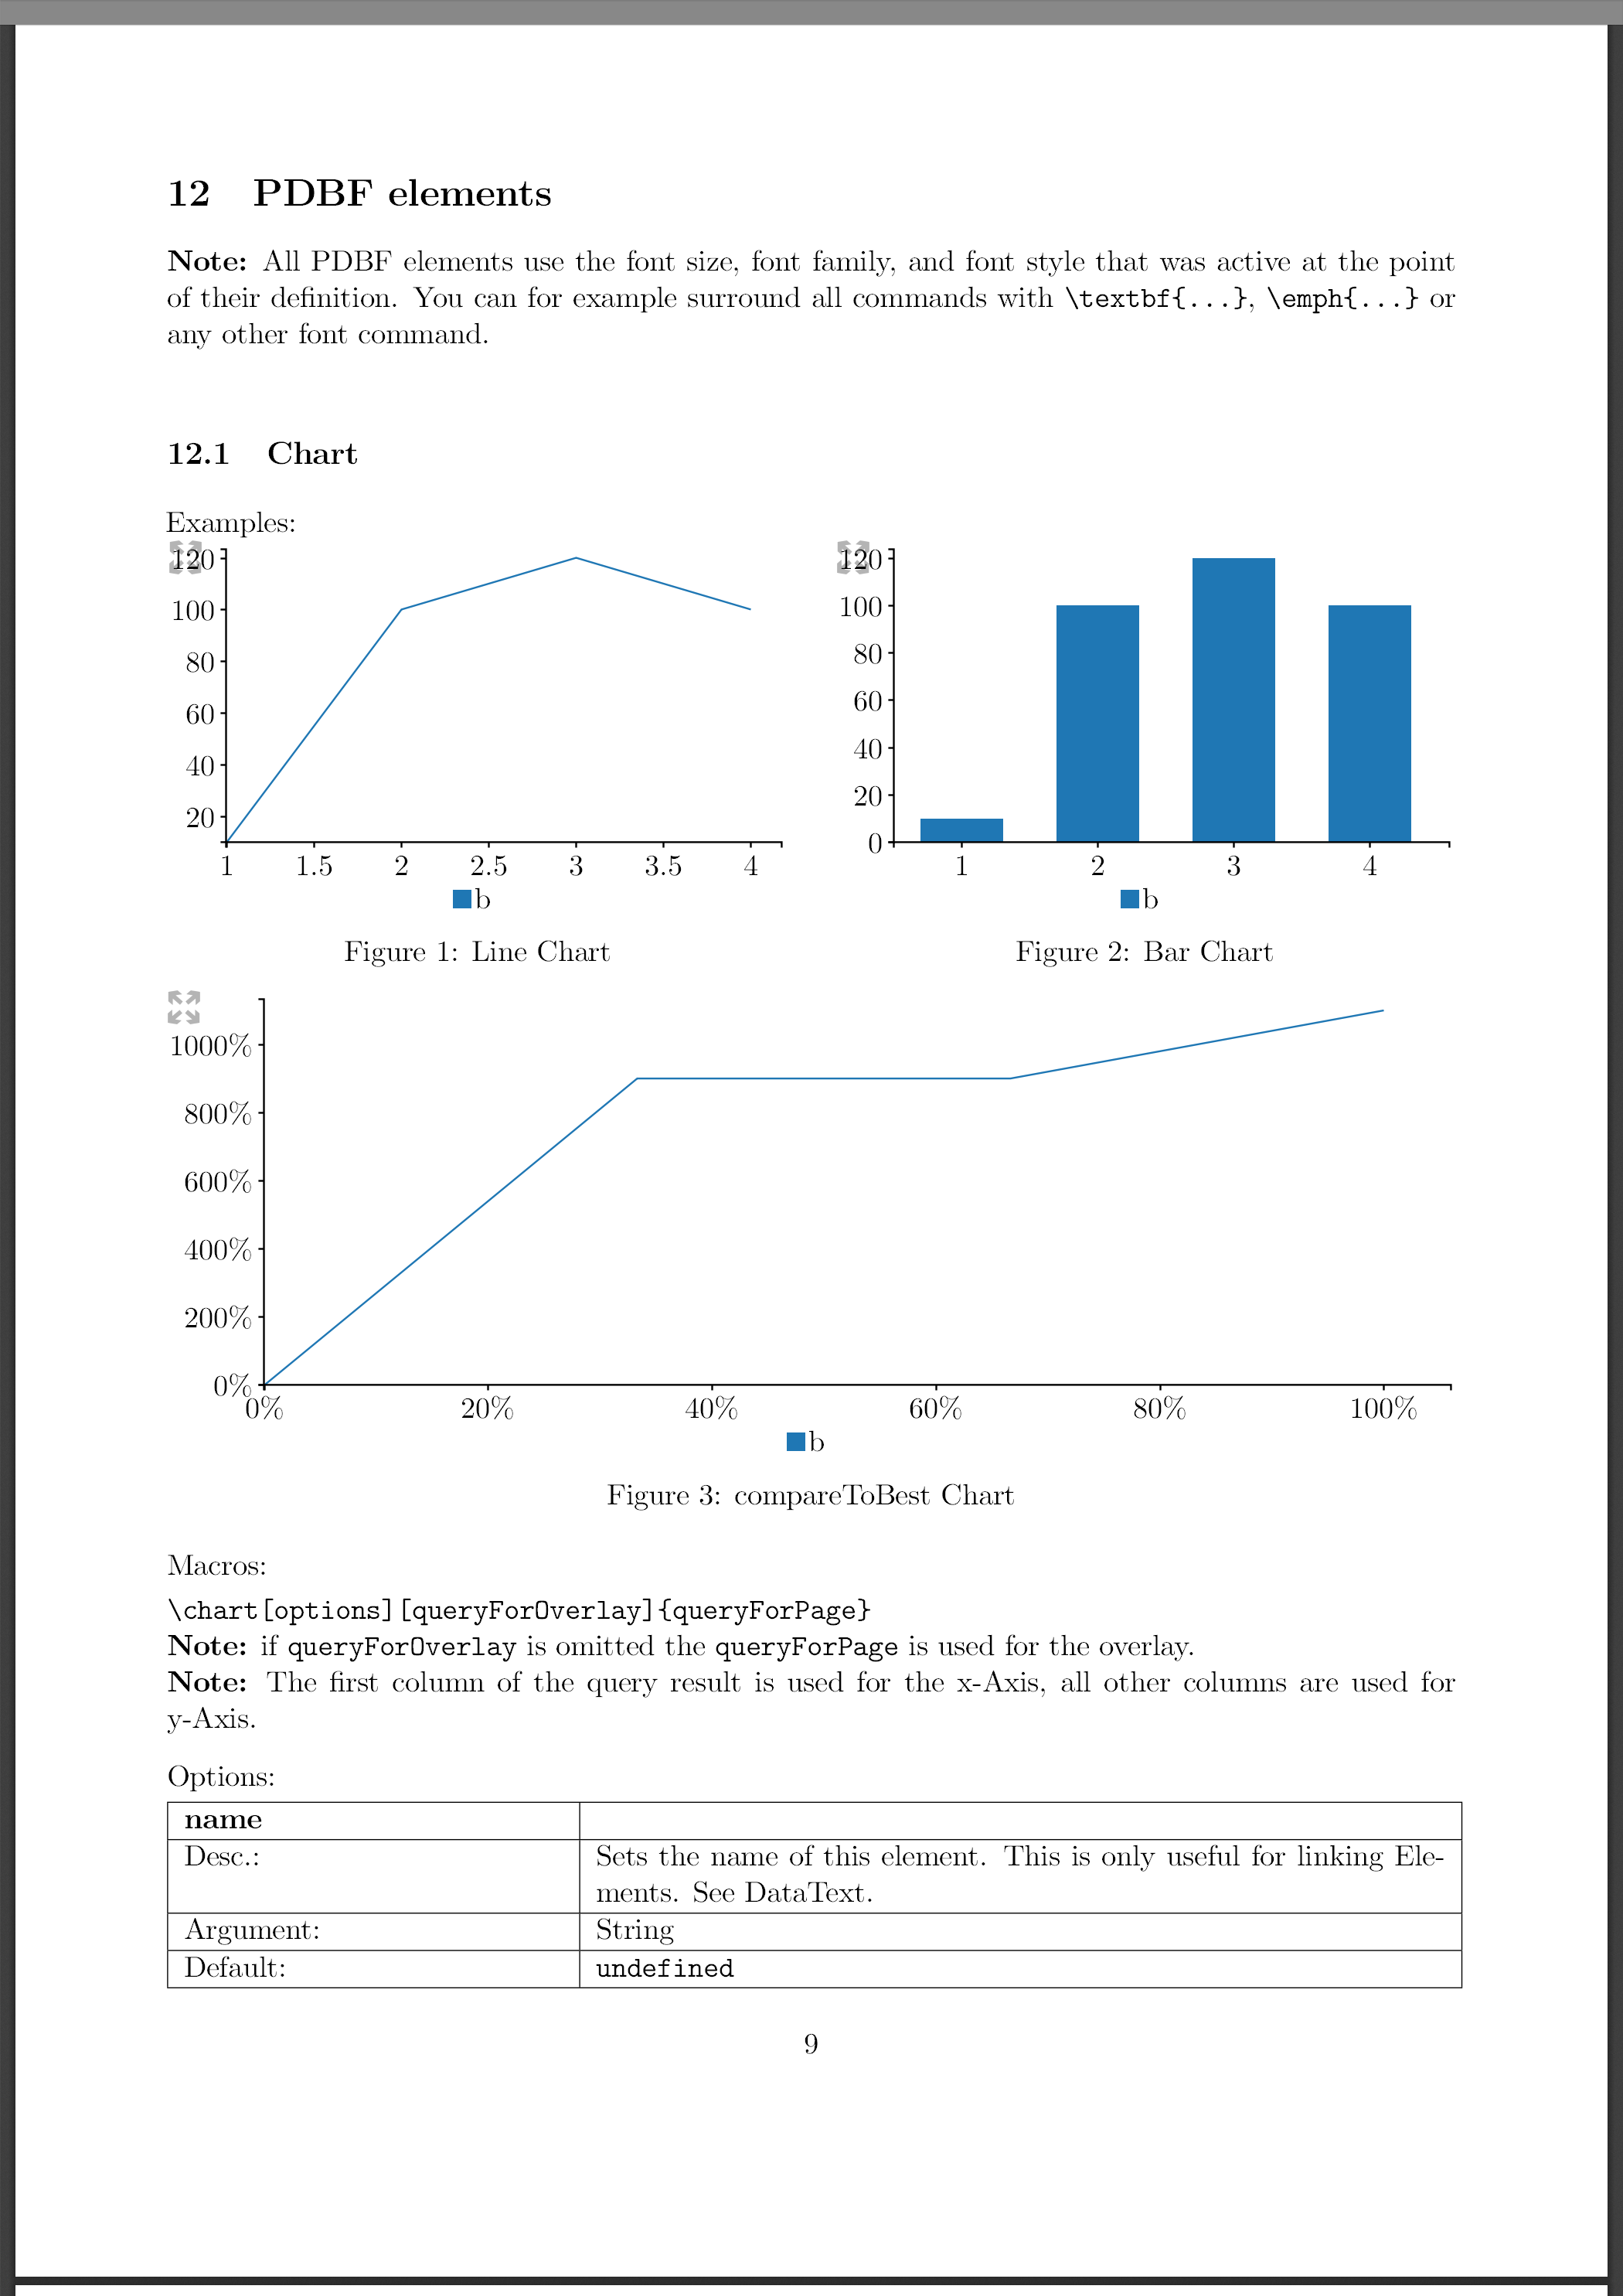 12 PDBF elements
Note: All PDBF elements use the font size, font family, and font style that was active at the point
of their definition. You can for example surround all commands with \textbf{...}, \emph{...} or
any other font command.
12.1 Chart
Examples:
120
100
80
60
40
20
1 1.5 2 2.5 3 3.5 4
b
Figure 1: Line Chart
120
100
80
60
40
20
0
1 2 3 4
b
Figure 2: Bar Chart
1000%
800%
600%
400%
200%
0%
0% 20% 40% 60% 80% 100%
b
Figure 3: compareToBest Chart
Macros:
\chart[options][queryForOverlay]{queryForPage}
Note: if queryForOverlay is omitted the queryForPage is used for the overlay.
Note: The first column of the query result is used for the x-Axis, all other columns are used for
y-Axis.
Options:
name
Desc.: Sets the name of this element. This is only useful for linking Ele-
ments. See DataText.
Argument: String
Default: undefined
9